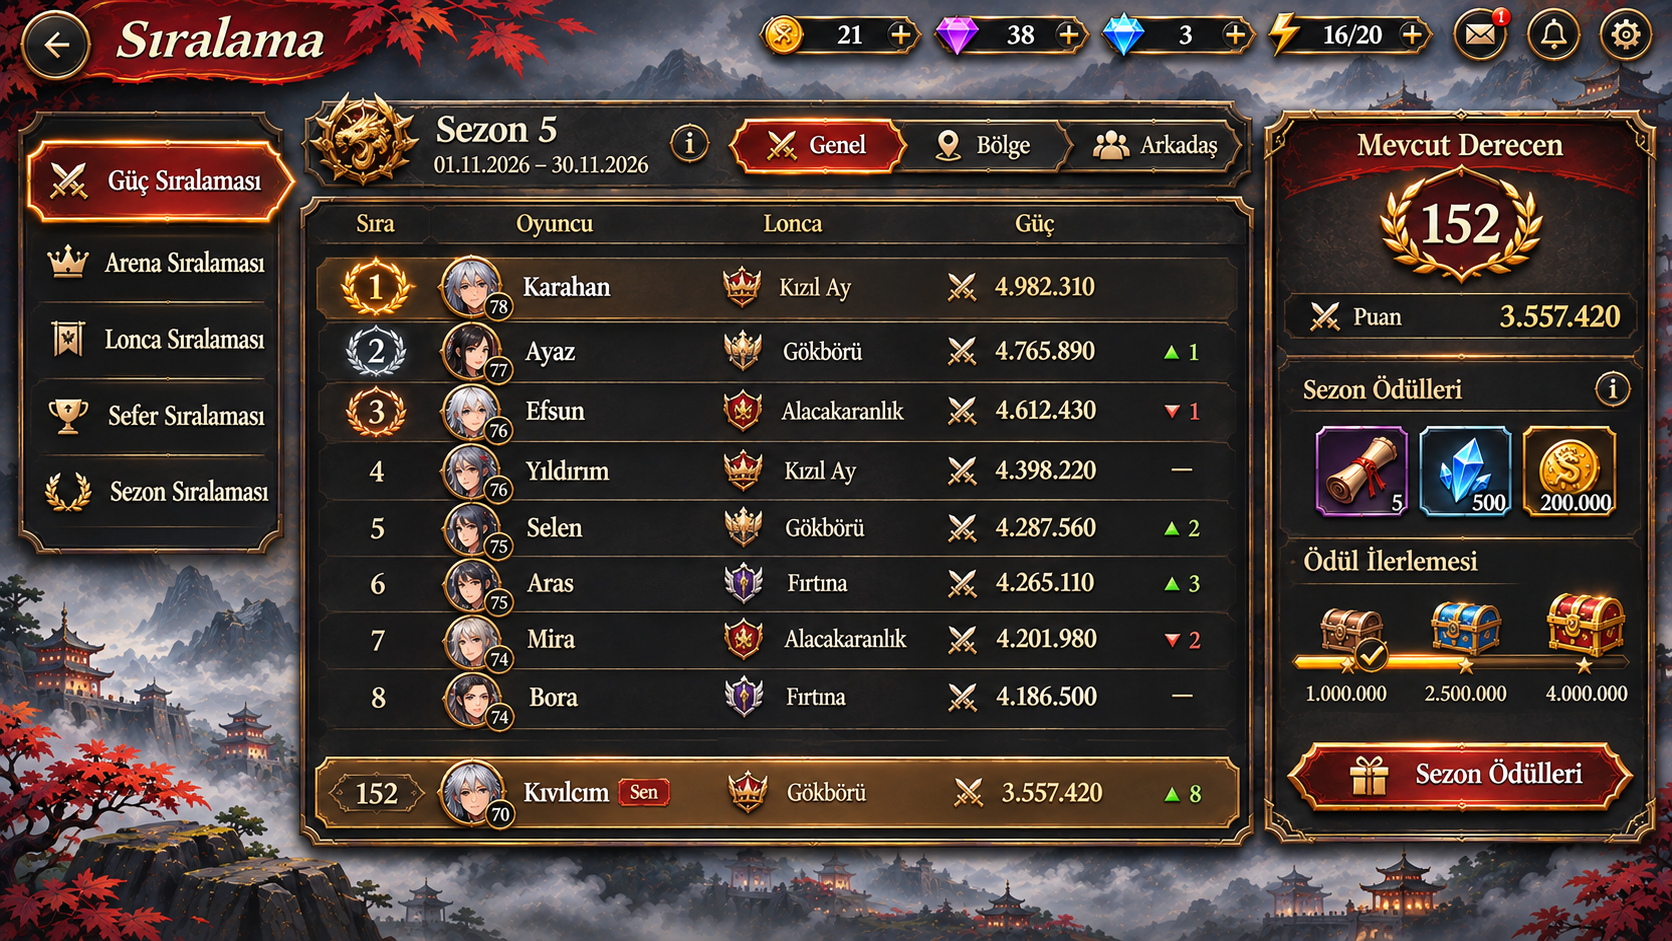 Sıralama
21
38
3
16/20
1
Güç Sıralaması
Arena Sıralaması
Lonca Sıralaması
Sefer Sıralaması
Sezon Sıralaması
Sezon 5
01.11.2026 – 30.11.2026
i
Genel
Bölge
Arkadaş
Sıra Oyuncu Lonca Güç
1 78 Karahan Kızıl Ay 4.982.310
2 77 Ayaz Gökbörü 4.765.890 ▲ 1
3 76 Efsun Alacakaranlık 4.612.430 ▼ 1
4 76 Yıldırım Kızıl Ay 4.398.220 —
5 75 Selen Gökbörü 4.287.560 ▲ 2
6 75 Aras Fırtına 4.265.110 ▲ 3
7 74 Mira Alacakaranlık 4.201.980 ▼ 2
8 74 Bora Fırtına 4.186.500 —
152 70 Kıvılcım Sen Gökbörü 3.557.420 ▲ 8
Mevcut Derecen
152
Puan 3.557.420
Sezon Ödülleri i
5 500 200.000
Ödül İlerlemesi
1.000.000 2.500.000 4.000.000
Sezon Ödülleri